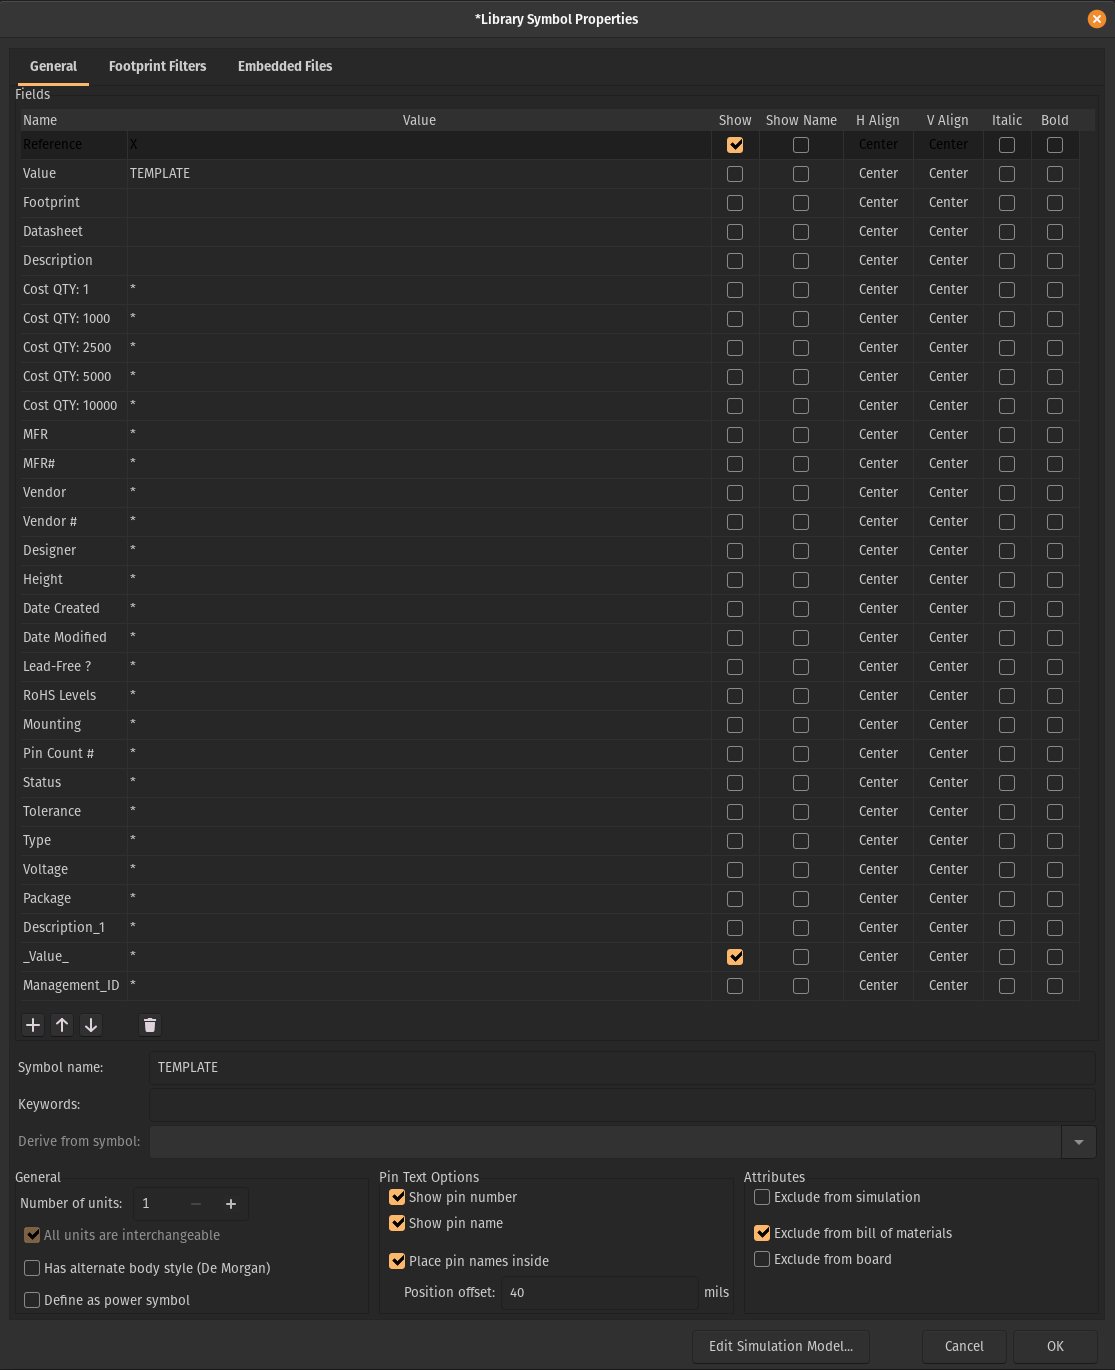 *Library Symbol Properties
General Footprint Filters Embedded Files
Fields
Name Value Show Show Name H Align V Align Italic Bold
Reference X Center Center
Value TEMPLATE Center Center
Footprint Center Center
Datasheet Center Center
Description Center Center
Cost QTY: 1 * Center Center
Cost QTY: 1000 * Center Center
Cost QTY: 2500 * Center Center
Cost QTY: 5000 * Center Center
Cost QTY: 10000 * Center Center
MFR * Center Center
MFR# * Center Center
Vendor * Center Center
Vendor # * Center Center
Designer * Center Center
Height * Center Center
Date Created * Center Center
Date Modified * Center Center
Lead-Free ? * Center Center
RoHS Levels * Center Center
Mounting * Center Center
Pin Count # * Center Center
Status * Center Center
Tolerance * Center Center
Type * Center Center
Voltage * Center Center
Package * Center Center
Description_1 * Center Center
_Value_ * Center Center
Management_ID * Center Center
Symbol name: TEMPLATE
Keywords:
Derive from symbol:
General
Number of units: 1 − +
All units are interchangeable
Has alternate body style (De Morgan)
Define as power symbol
Pin Text Options
Show pin number
Show pin name
Place pin names inside
Position offset: 40 mils
Attributes
Exclude from simulation
Exclude from bill of materials
Exclude from board
Edit Simulation Model... Cancel OK